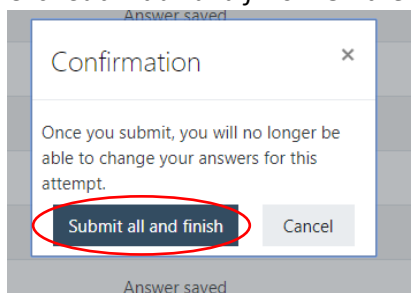 Answer saved
Confirmation
×
Once you submit, you will no longer be
able to change your answers for this
attempt.
Submit all and finish
Cancel
Answer saved